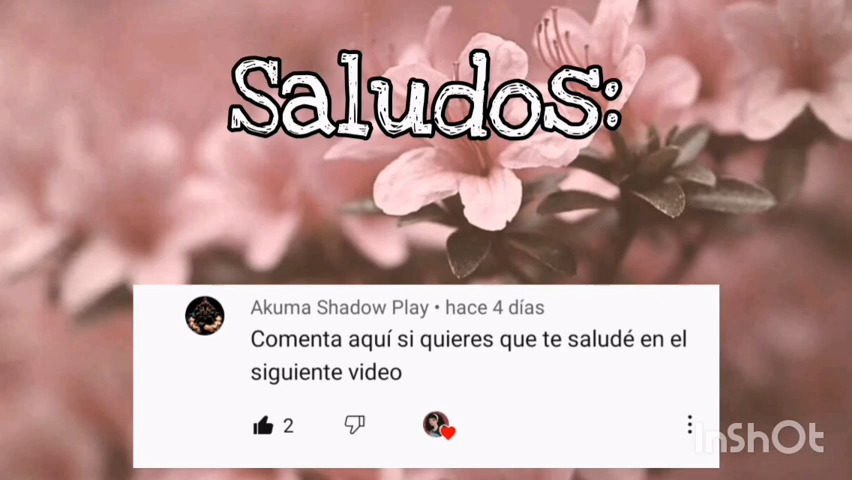 Saludos:
Akuma Shadow Play • hace 4 días
Comenta aquí si quieres que te saludé en el
siguiente video
2
InShOt